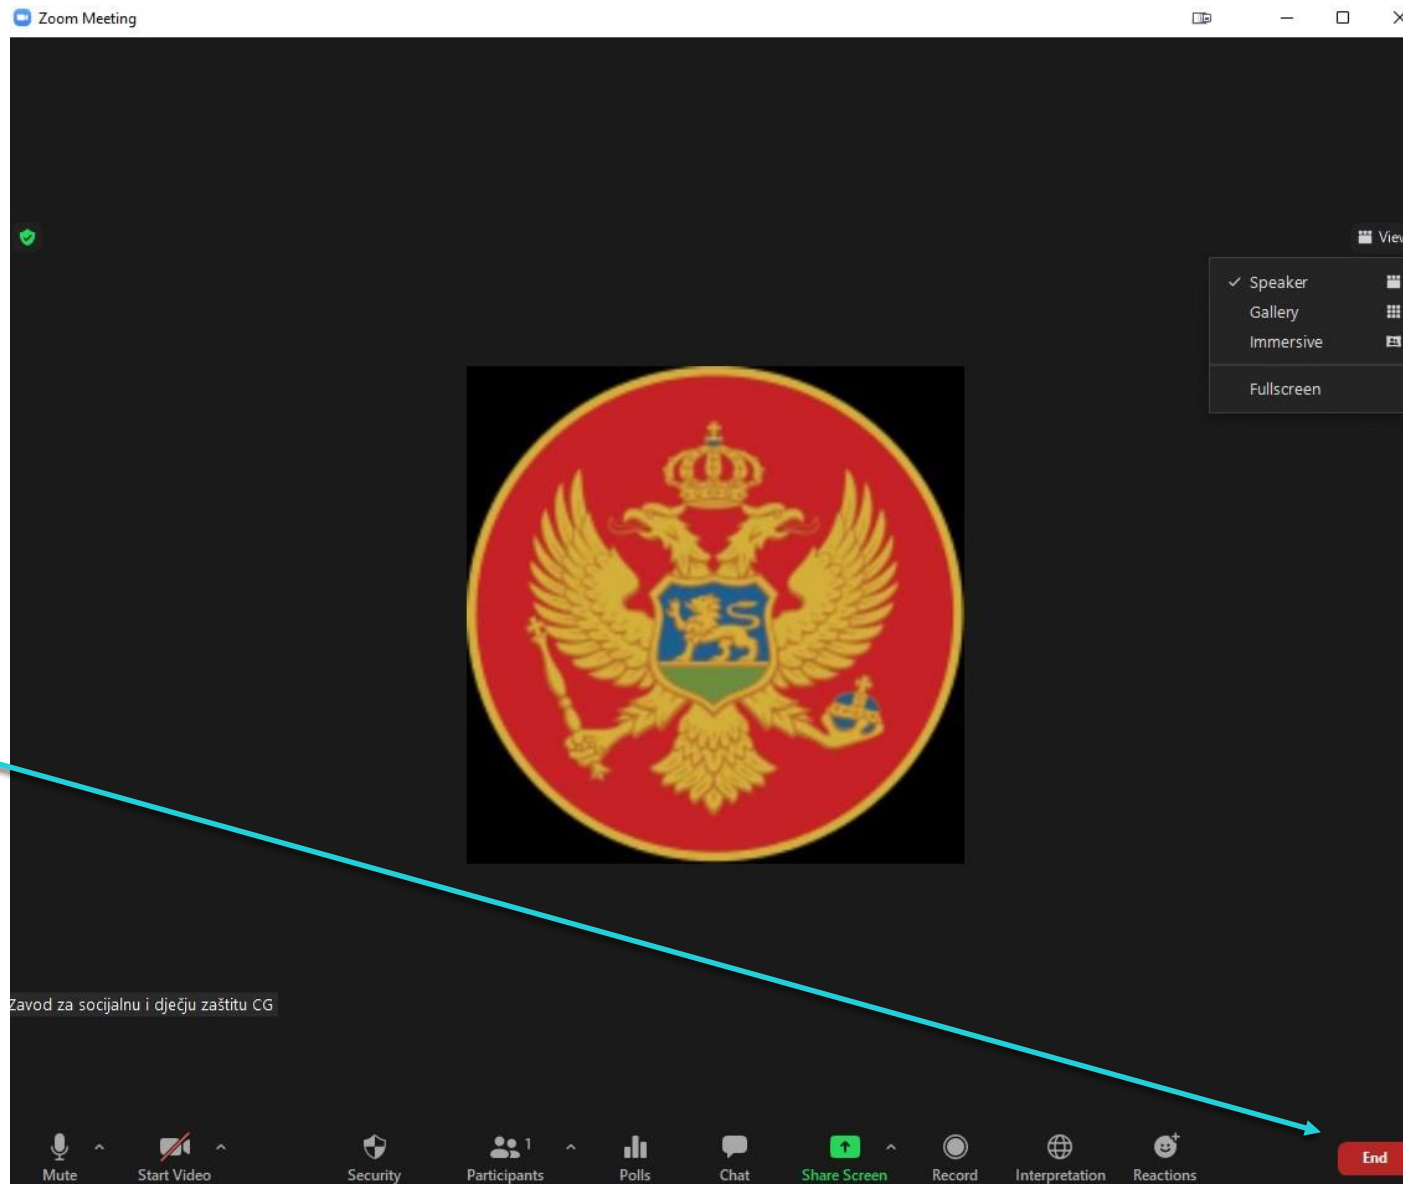 Zoom Meeting
View
Speaker
Gallery
Immersive
Fullscreen
Zavod za socijalnu i dječju zaštitu CG
1
Mute
Start Video
Security
Participants
Polls
Chat
Share Screen
Record
Interpretation
Reactions
End